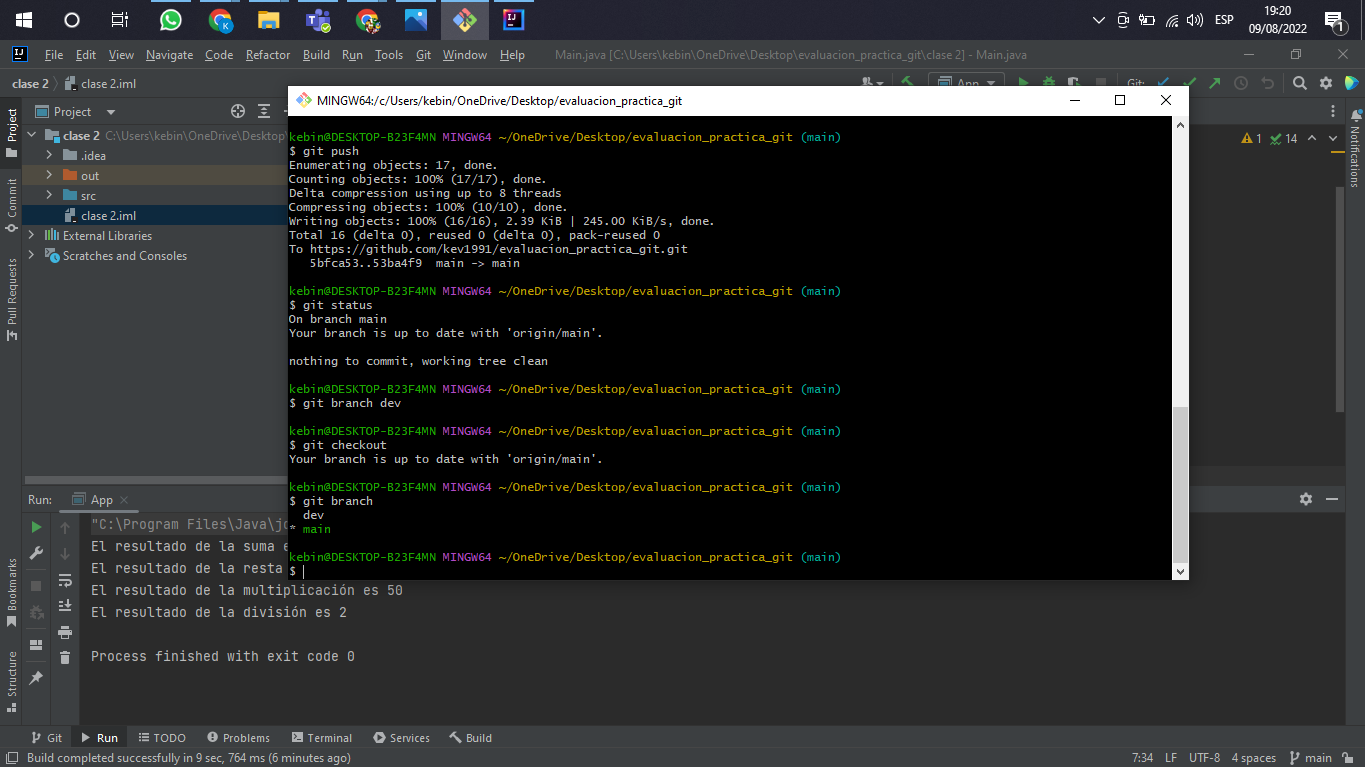 19:20
ESP
09/08/2022
1
File Edit View Navigate Code Refactor Build Run Tools Git Window Help Main.java [C:\Users\kebin\OneDrive\Desktop\evaluacion_practica_git\clase 2] - Main.java
clase 2 clase 2.iml
App
Git:
MINGW64:/c/Users/kebin/OneDrive/Desktop/evaluacion_practica_git
Project
Project
clase 2 C:\Users\kebin\OneDrive\Desktop
.idea
out
src
clase 2.iml
External Libraries
Scratches and Consoles
Commit
Pull Requests
1 14
Notifications
kebin@DESKTOP-B23F4MN MINGW64 ~/OneDrive/Desktop/evaluacion_practica_git (main)
$ git push
Enumerating objects: 17, done.
Counting objects: 100% (17/17), done.
Delta compression using up to 8 threads
Compressing objects: 100% (10/10), done.
Writing objects: 100% (16/16), 2.39 KiB | 245.00 KiB/s, done.
Total 16 (delta 0), reused 0 (delta 0), pack-reused 0
To https://github.com/kev1991/evaluacion_practica_git.git
5bfca53..53ba4f9 main -> main
kebin@DESKTOP-B23F4MN MINGW64 ~/OneDrive/Desktop/evaluacion_practica_git (main)
$ git status
On branch main
Your branch is up to date with 'origin/main'.
nothing to commit, working tree clean
kebin@DESKTOP-B23F4MN MINGW64 ~/OneDrive/Desktop/evaluacion_practica_git (main)
$ git branch dev
kebin@DESKTOP-B23F4MN MINGW64 ~/OneDrive/Desktop/evaluacion_practica_git (main)
$ git checkout
Your branch is up to date with 'origin/main'.
kebin@DESKTOP-B23F4MN MINGW64 ~/OneDrive/Desktop/evaluacion_practica_git (main)
$ git branch
dev
* main
kebin@DESKTOP-B23F4MN MINGW64 ~/OneDrive/Desktop/evaluacion_practica_git (main)
$
Run: App
"C:\Program Files\Java\
El resultado de la suma
El resultado de la resta
El resultado de la multiplicación es 50
El resultado de la división es 2
Process finished with exit code 0
Bookmarks
Structure
Git Run TODO Problems Terminal Services Build
Build completed successfully in 9 sec, 764 ms (6 minutes ago)
7:34 LF UTF-8 4 spaces main